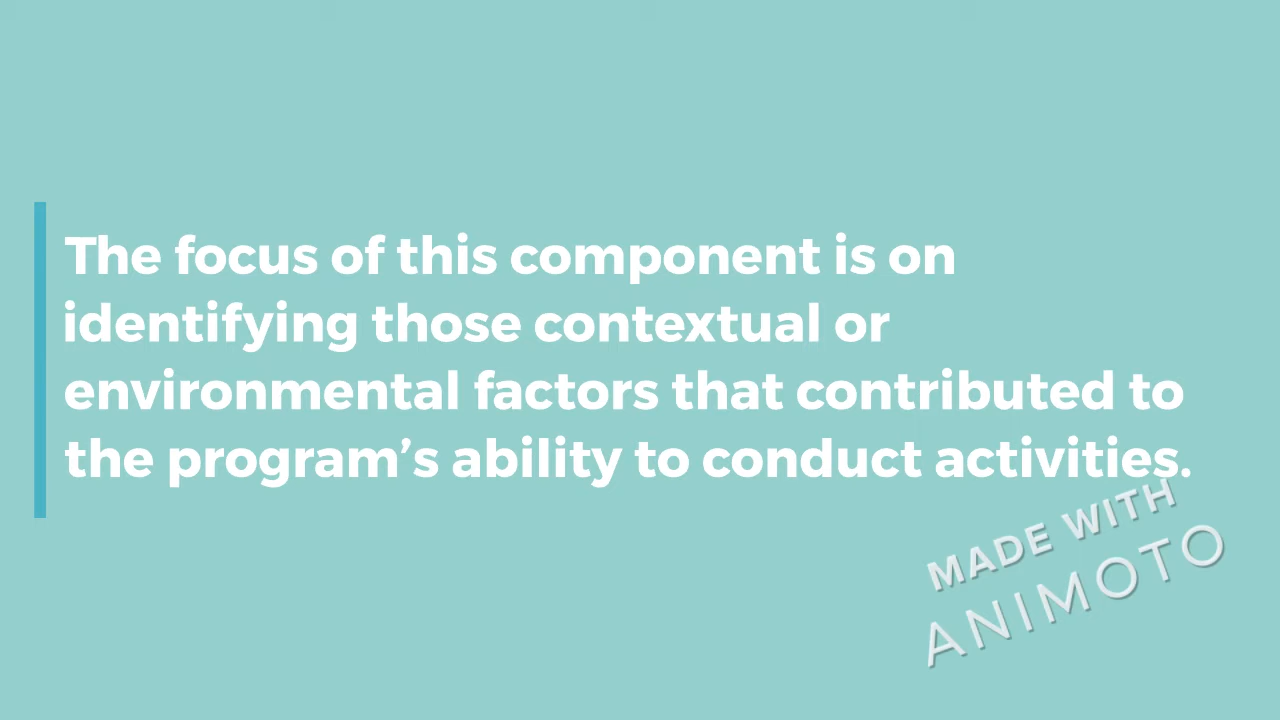 The focus of this component is on
identifying those contextual or
environmental factors that contributed to
the program’s ability to conduct activities.
MADE WITH
ANIMOTO